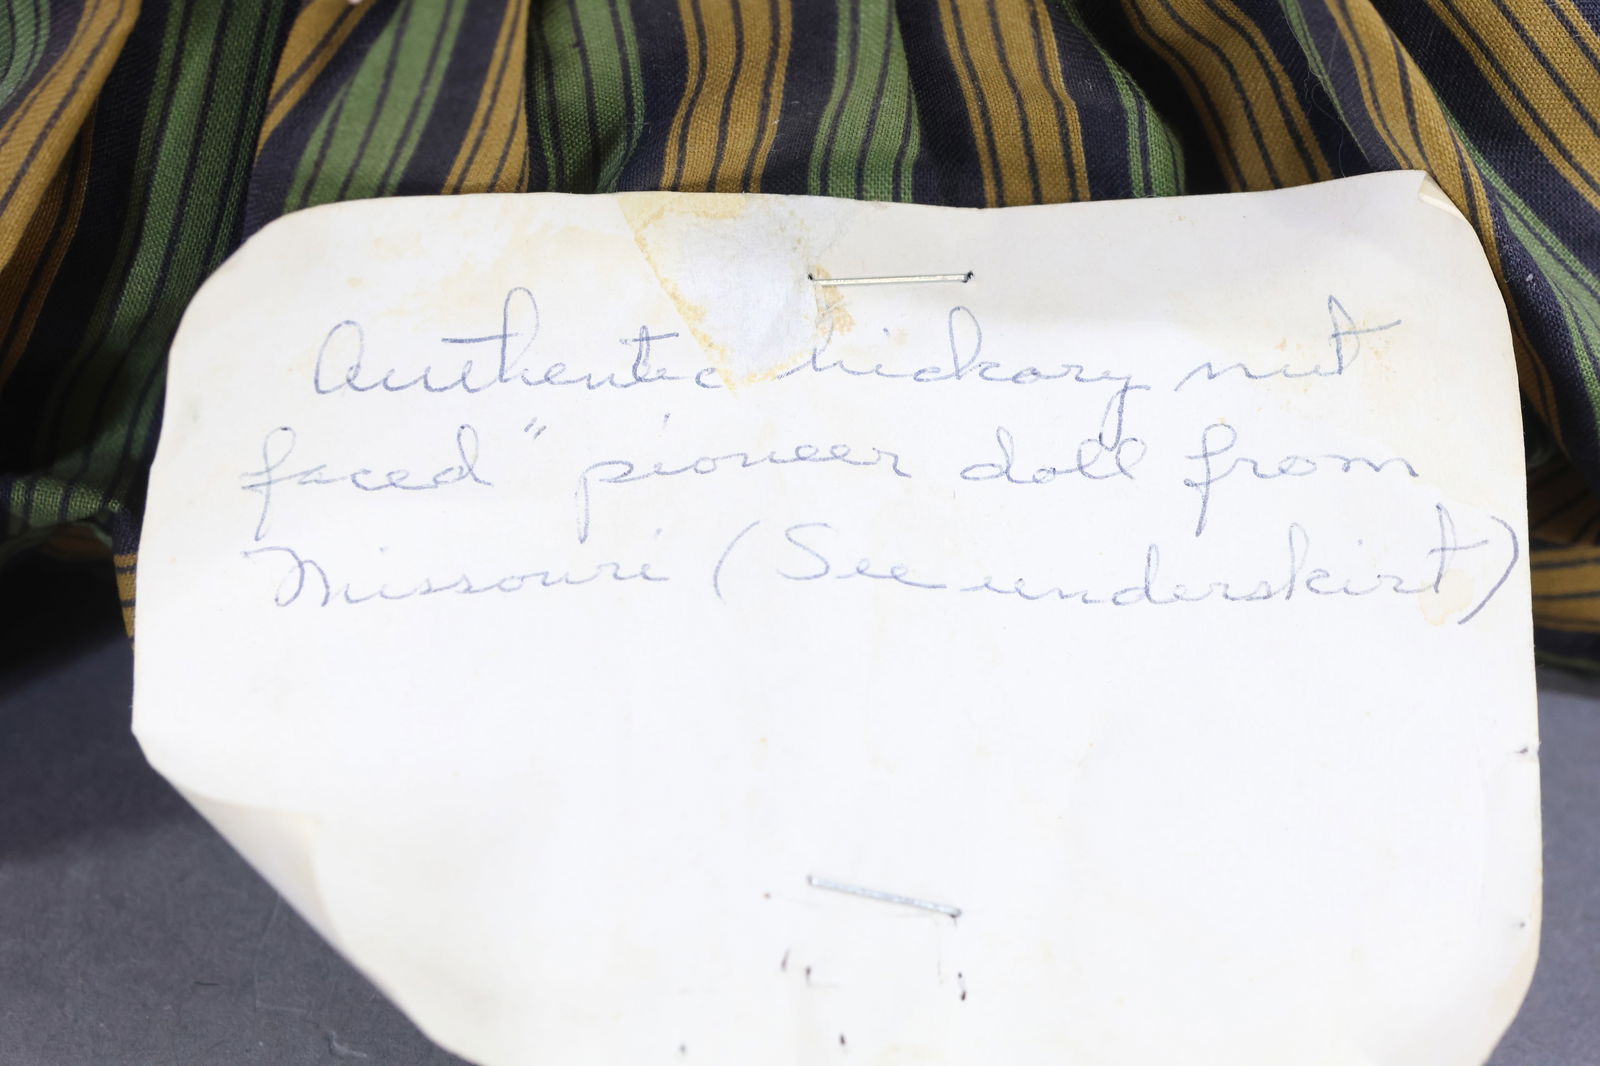 Authentic hickory nut
faced" pioneer doll from
Missouri (See underskirt)